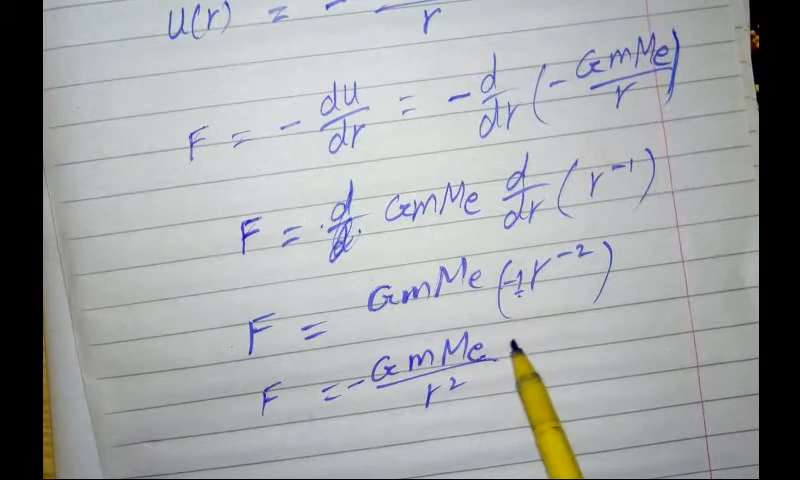 U(r) = - — r
F = - dU/dr = - d/dr (- GmMe/r)
F = GmMe d/dr (r⁻¹)
F = GmMe (-1r⁻²)
F = - GmMe/r²